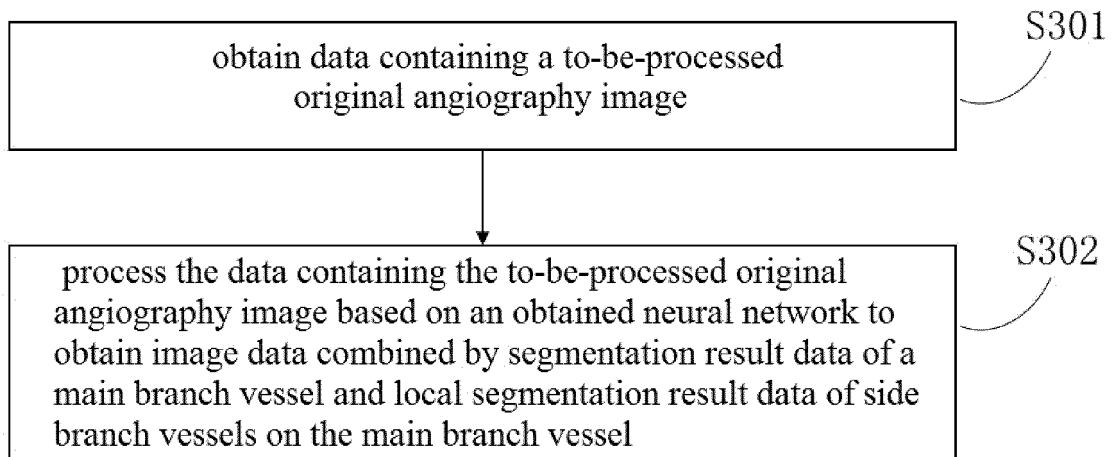 S301
obtain data containing a to-be-processed
original angiography image
S302
process the data containing the to-be-processed original
angiography image based on an obtained neural network to
obtain image data combined by segmentation result data of a
main branch vessel and local segmentation result data of side
branch vessels on the main branch vessel